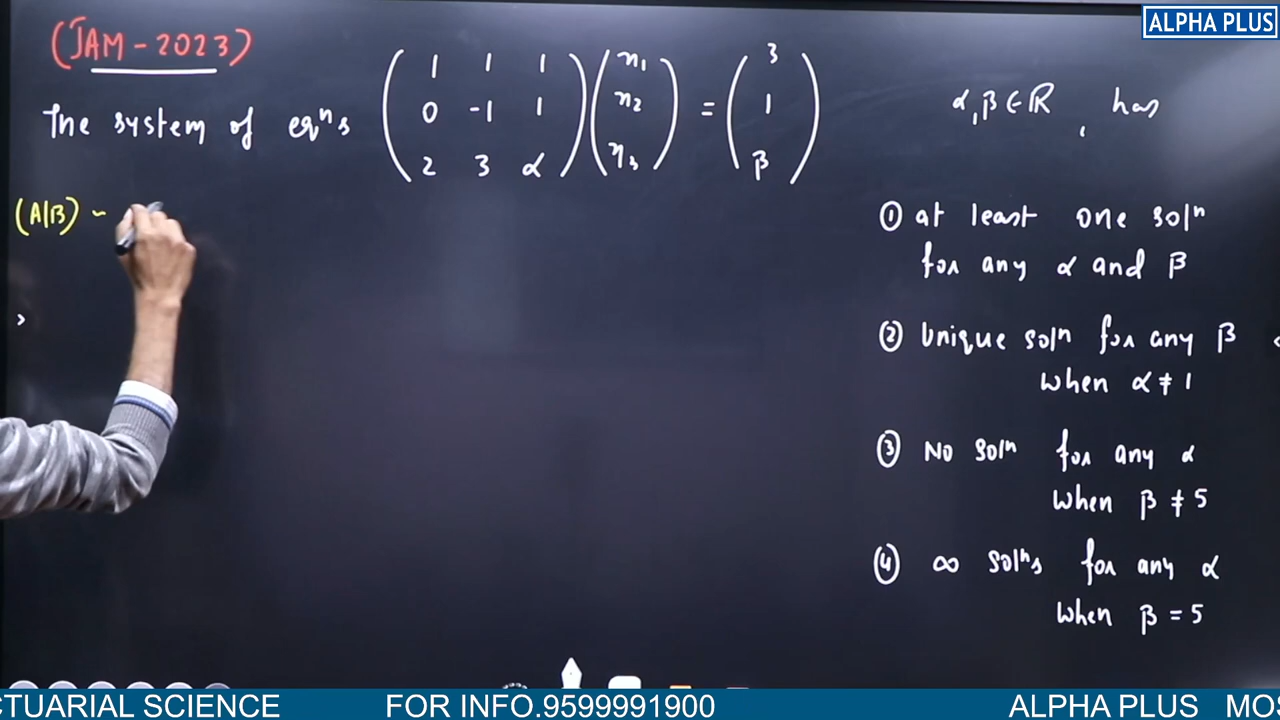 ALPHA PLUS
(JAM - 2023)
The system of eqns ( 1 1 1 ) ( x1 ) = ( 3 )
( 0 -1 1 ) ( x2 ) ( 1 )
( 2 3 α ) ( x3 ) ( β )
α, β ∈ ℝ, has
(A|B) ~
① at least one soln
for any α and β
② Unique soln for any β
when α ≠ 1
③ No soln for any α
when β ≠ 5
④ ∞ solns for any α
when β = 5
CTUARIAL SCIENCE FOR INFO.9599991900 ALPHA PLUS MOS